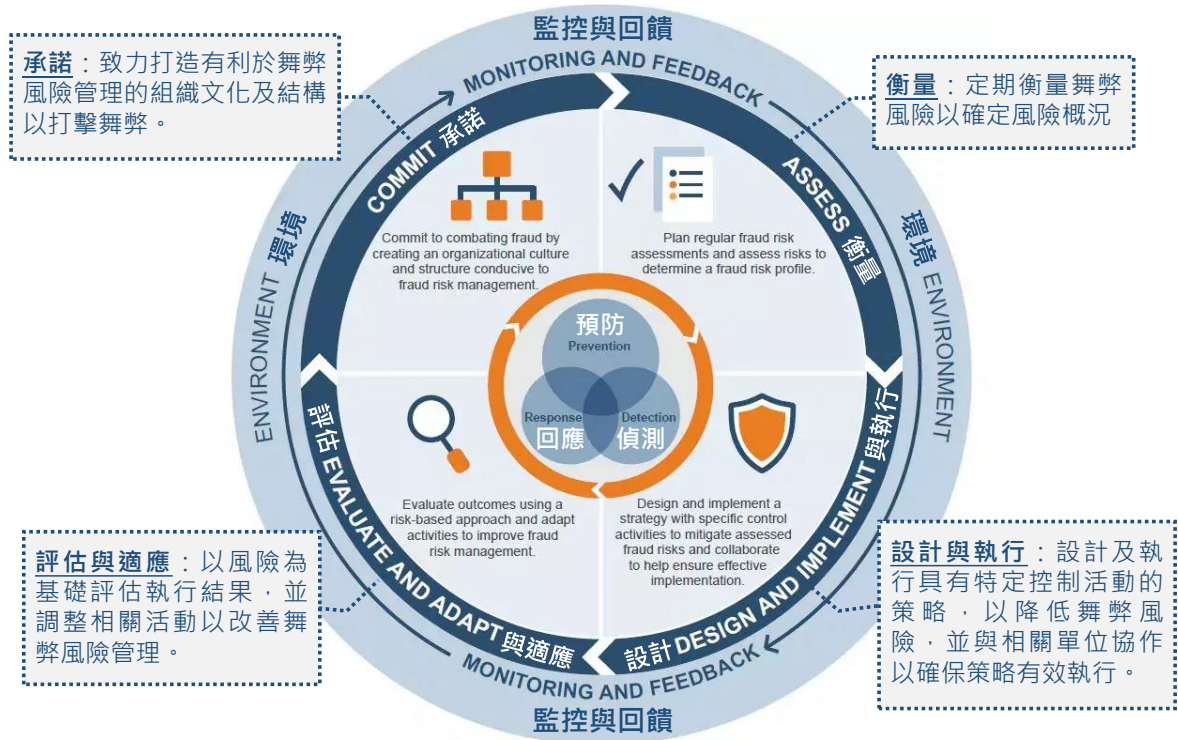 監控與回饋
MONITORING AND FEEDBACK
承諾：致力打造有利於舞弊
風險管理的組織文化及結構
以打擊舞弊。
衡量：定期衡量舞弊
風險以確定風險概況
COMMIT 承諾
ASSESS 衡量
ENVIRONMENT 環境
環境 ENVIRONMENT
Commit to combating fraud by
creating an organizational culture
and structure conducive to
fraud risk management.
Plan regular fraud risk
assessments and assess risks to
determine a fraud risk profile.
預防
Prevention
Response
回應
Detection
偵測
Evaluate outcomes using a
risk-based approach and adapt
activities to improve fraud
risk management.
Design and implement a
strategy with specific control
activities to mitigate assessed
fraud risks and collaborate
to help ensure effective
implementation.
評估 EVALUATE AND ADAPT 與適應
設計 DESIGN AND IMPLEMENT 與執行
評估與適應：以風險為
基礎評估執行結果，並
調整相關活動以改善舞
弊風險管理。
設計與執行：設計及執
行具有特定控制活動的
策略，以降低舞弊風
險，並與相關單位協作
以確保策略有效執行。
MONITORING AND FEEDBACK
監控與回饋